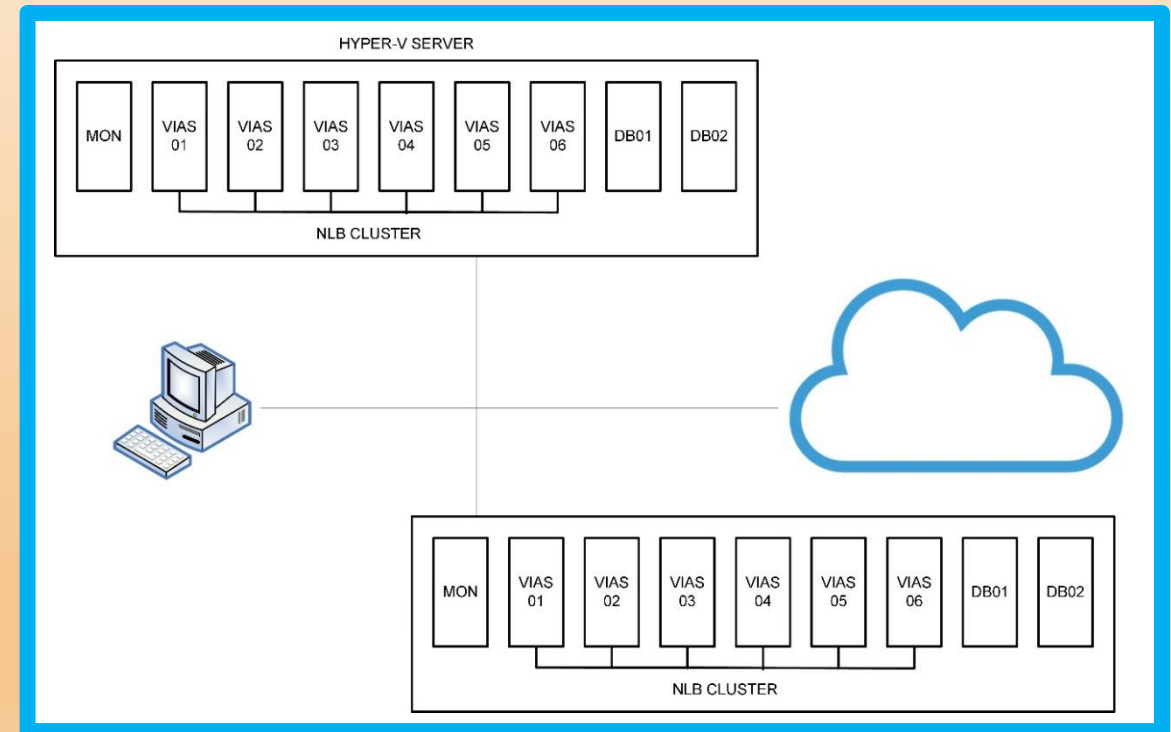 HYPER-V SERVER
MON
VIAS
01
VIAS
02
VIAS
03
VIAS
04
VIAS
05
VIAS
06
DB01
DB02
NLB CLUSTER
MON
VIAS
01
VIAS
02
VIAS
03
VIAS
04
VIAS
05
VIAS
06
DB01
DB02
NLB CLUSTER